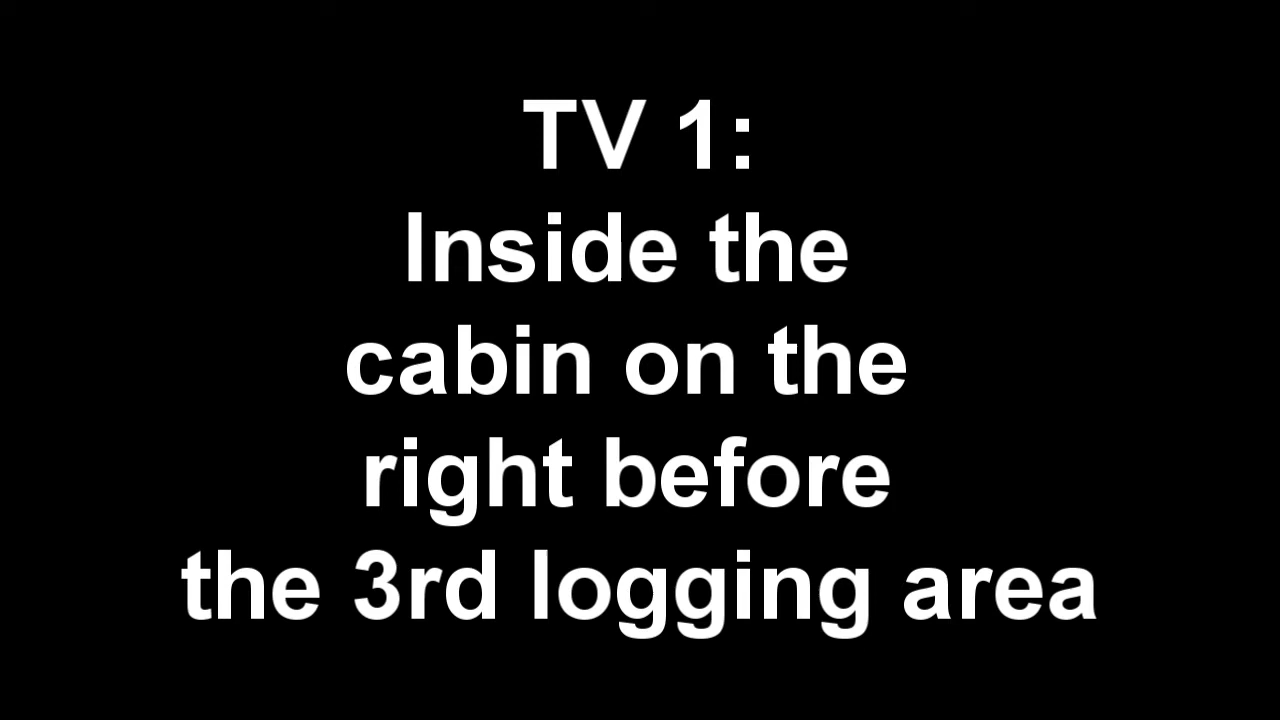 TV 1:
Inside the
cabin on the
right before
the 3rd logging area